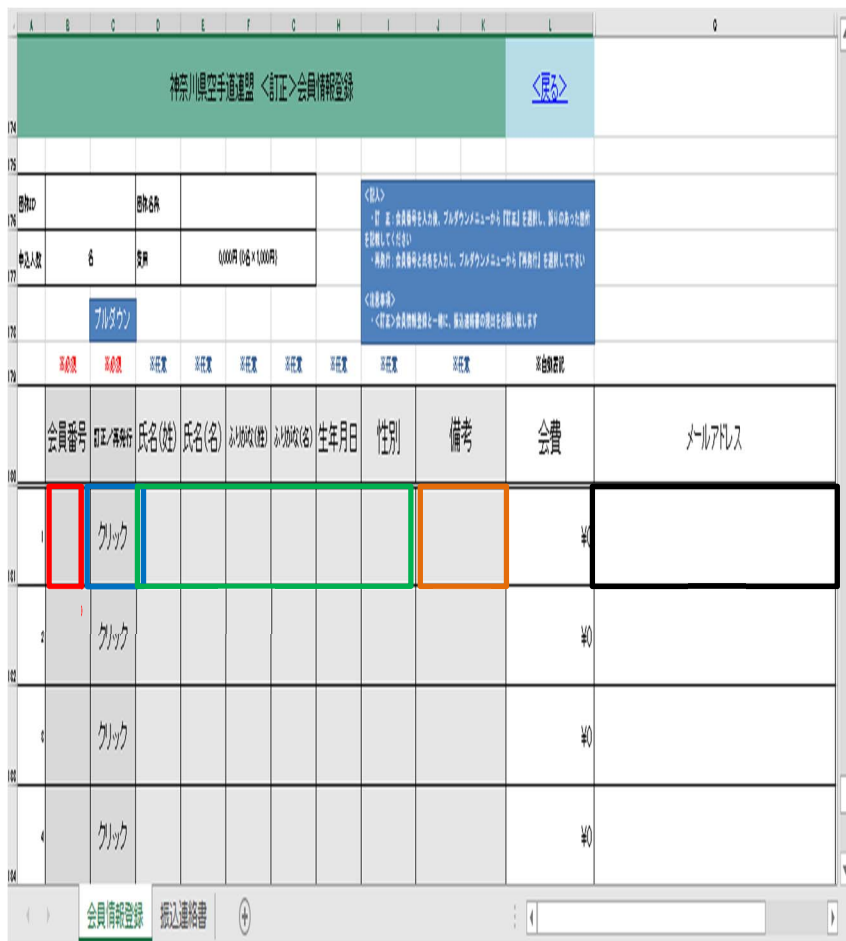 A B C D E F G H I J K L Q
神奈川県空手道連盟 <訂正>会員情報登録 <戻る>
174
175
団体ID 団体名称
176
申込人数 名 費用 0,000円 (0名×1,000円)
177
<記入>
・訂 正:会員番号を入力後、プルダウンメニューから『訂正』を選択し、誤りのあった箇所
を記載してください
・再発行:会員番号と氏名を入力し、プルダウンメニューから『再発行』を選択して下さい
<注意事項>
・<訂正>会員情報登録と一緒に、振込連絡書の提出をお願い致します
プルダウン
178
※必須 ※必須 ※任意 ※任意 ※任意 ※任意 ※任意 ※任意 ※任意 ※自動表記
179
会員番号 訂正/再発行 氏名(姓) 氏名(名) ふりがな(姓) ふりがな(名) 生年月日 性別 備考 会費 メールアドレス
180
1 クリック ¥0
181
2 クリック ¥0
182
3 クリック ¥0
183
4 クリック ¥0
184
会員情報登録 振込連絡書